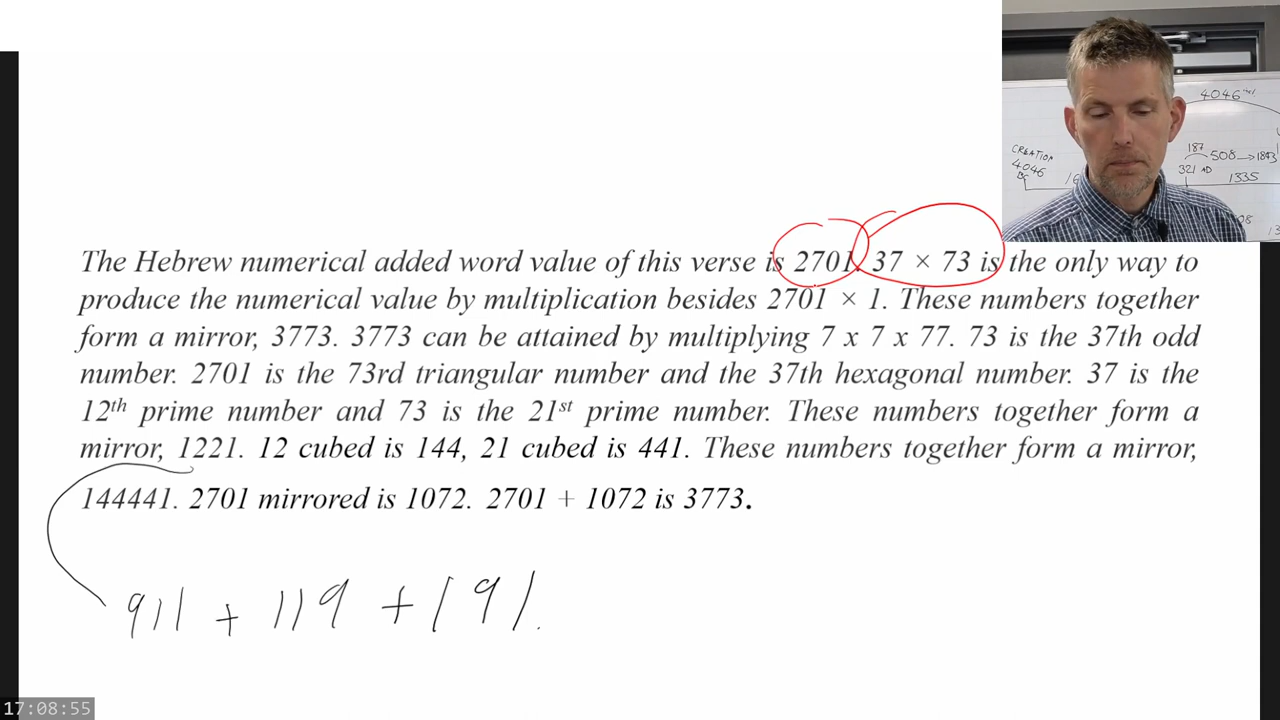 4046 YRS
187
508 → 1843
CREATION
4046
BC
321 AD
1335
The Hebrew numerical added word value of this verse is 2701. 37 × 73 is the only way to
produce the numerical value by multiplication besides 2701 × 1. These numbers together
form a mirror, 3773. 3773 can be attained by multiplying 7 x 7 x 77. 73 is the 37th odd
number. 2701 is the 73rd triangular number and the 37th hexagonal number. 37 is the
12th prime number and 73 is the 21st prime number. These numbers together form a
mirror, 1221. 12 cubed is 144, 21 cubed is 441. These numbers together form a mirror,
144441. 2701 mirrored is 1072. 2701 + 1072 is 3773.
911 + 119 + 191.
17:08:55